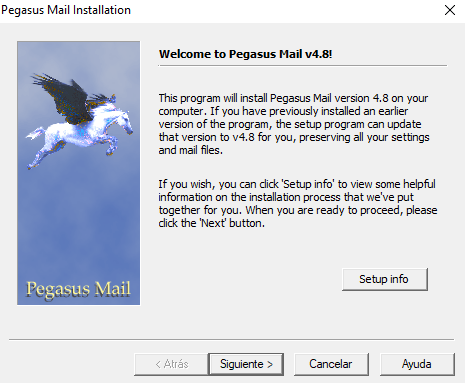 Pegasus Mail Installation
Welcome to Pegasus Mail v4.8!
This program will install Pegasus Mail version 4.8 on your
computer. If you have previously installed an earlier
version of the program, the setup program can update
that version to v4.8 for you, preserving all your settings
and mail files.
If you wish, you can click 'Setup info' to view some helpful
information on the installation process that we've put
together for you. When you are ready to proceed, please
click the 'Next' button.
Pegasus Mail
Setup info
< Atrás
Siguiente >
Cancelar
Ayuda